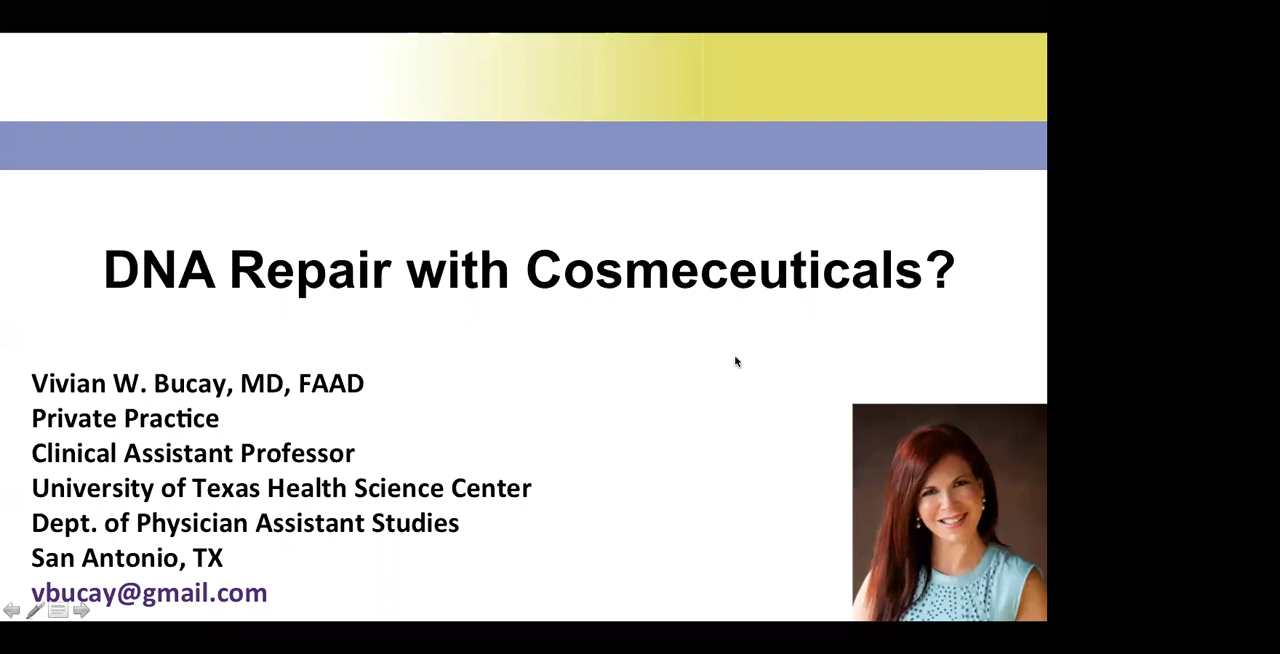 DNA Repair with Cosmeceuticals?
Vivian W. Bucay, MD, FAAD
Private Practice
Clinical Assistant Professor
University of Texas Health Science Center
Dept. of Physician Assistant Studies
San Antonio, TX
vbucay@gmail.com